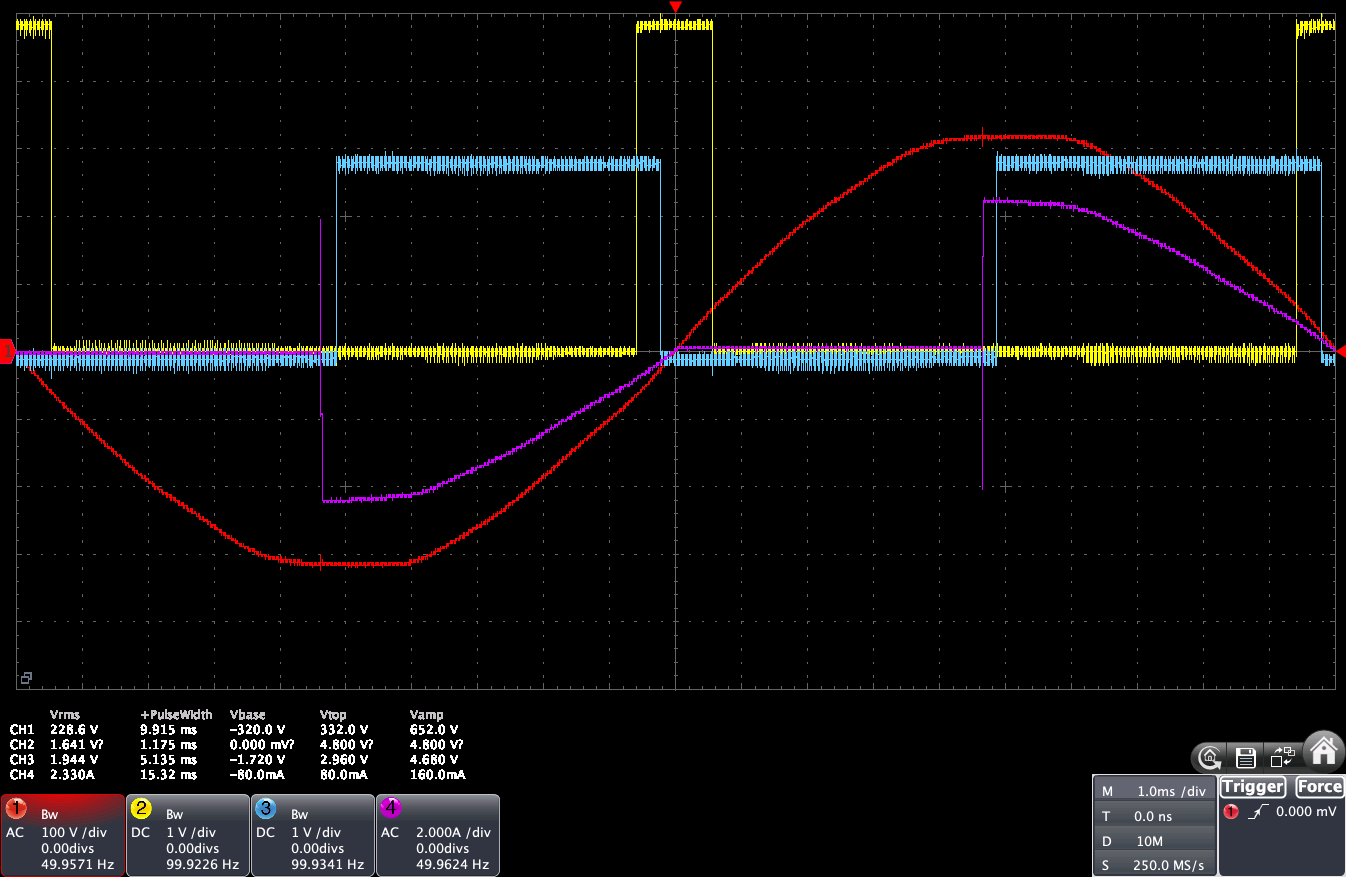 1
Vrms +PulseWidth Vbase Vtop Vamp
CH1 228.6 V 9.915 ms -320.0 V 332.0 V 652.0 V
CH2 1.641 V? 1.175 ms 0.000 mV? 4.800 V? 4.800 V?
CH3 1.944 V 5.135 ms -1.720 V 2.960 V 4.680 V
CH4 2.330A 15.32 ms -80.0mA 80.0mA 160.0mA
1 Bw
AC 100 V /div
0.00divs
49.9571 Hz
2 Bw
DC 1 V /div
0.00divs
99.9226 Hz
3 Bw
DC 1 V /div
0.00divs
99.9341 Hz
4
AC 2.000A /div
0.00divs
49.9624 Hz
M 1.0ms /div
T 0.0 ns
D 10M
S 250.0 MS/s
Trigger Force
1 0.000 mV